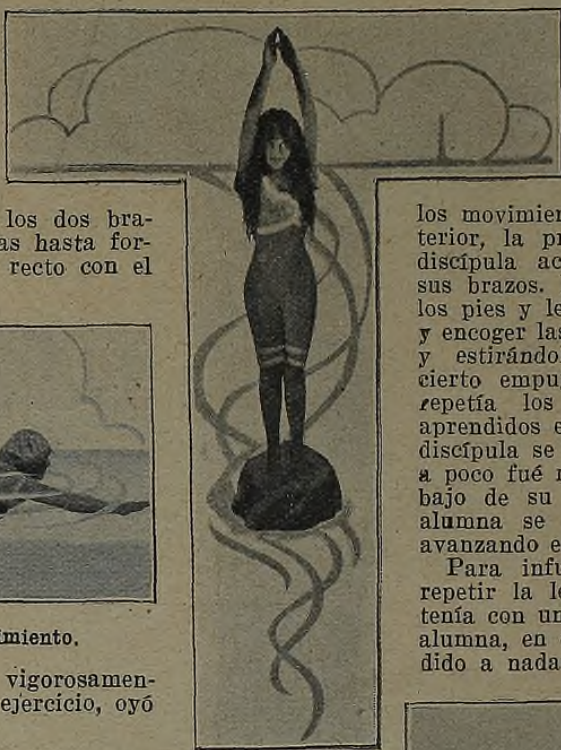 los dos bra-
as hasta for-
recto con el
imiento.
vigorosamen-
ejercicio, oyó
los movimien
terior, la pr
discípula ac
sus brazos.
los pies y le
y encoger las
y estirándo
cierto empu
repetía los
aprendidos e
discípula se
a poco fué
bajo de su
alumna se
avanzando e
Para infu
repetir la le
tenía con un
alumna, en
dido a nada